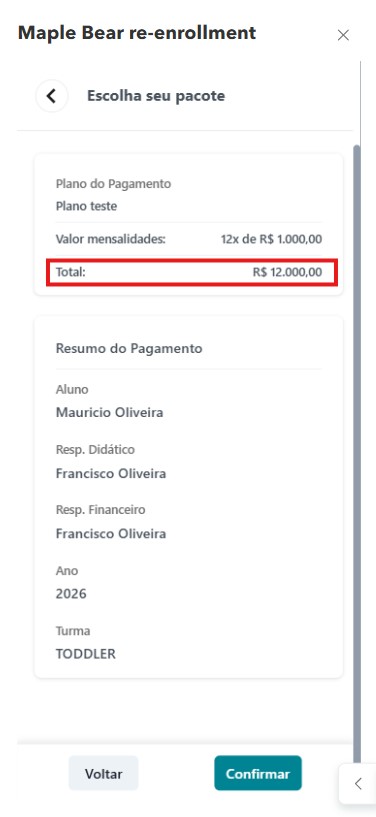 Maple Bear re-enrollment
Escolha seu pacote
Plano do Pagamento
Plano teste
Valor mensalidades: 12x de R$ 1.000,00
Total: R$ 12.000,00
Resumo do Pagamento
Aluno
Mauricio Oliveira
Resp. Didático
Francisco Oliveira
Resp. Financeiro
Francisco Oliveira
Ano
2026
Turma
TODDLER
Voltar Confirmar